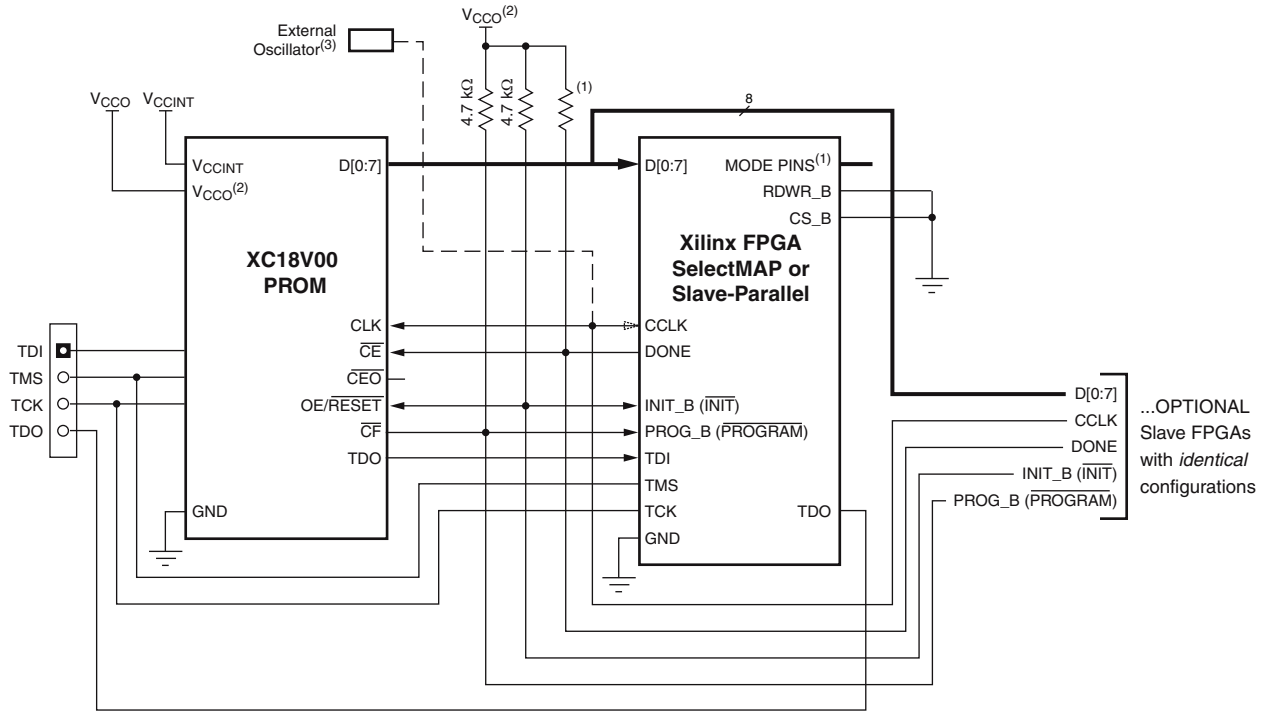 External
Oscillator(3)
VCCO(2)
VCCO VCCINT
4.7 kΩ
4.7 kΩ
(1)
8
VCCINT
VCCO(2)
D[0:7]
XC18V00
PROM
CLK
CE
CEO
OE/RESET
CF
TDO
GND
D[0:7]
MODE PINS(1)
RDWR_B
CS_B
Xilinx FPGA
SelectMAP or
Slave-Parallel
CCLK
DONE
INIT_B (INIT)
PROG_B (PROGRAM)
TDI
TMS
TCK
TDO
GND
TDI
TMS
TCK
TDO
D[0:7]
CCLK
DONE
INIT_B (INIT)
PROG_B (PROGRAM)
...OPTIONAL
Slave FPGAs
with identical
configurations